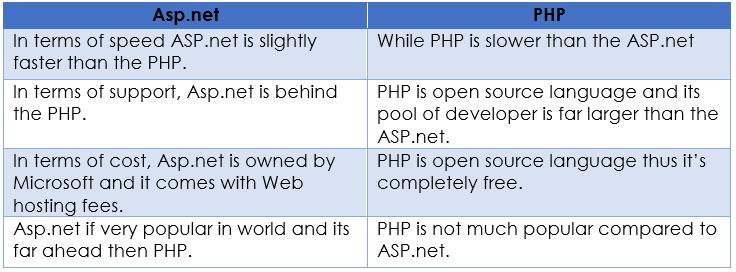 Asp.net
PHP
In terms of speed ASP.net is slightly
faster than the PHP.
While PHP is slower than the ASP.net
In terms of support, Asp.net is behind
the PHP.
PHP is open source language and its
pool of developer is far larger than the
ASP.net.
In terms of cost, Asp.net is owned by
Microsoft and it comes with Web
hosting fees.
PHP is open source language thus it's
completely free.
Asp.net if very popular in world and its
far ahead then PHP.
PHP is not much popular compared to
ASP.net.